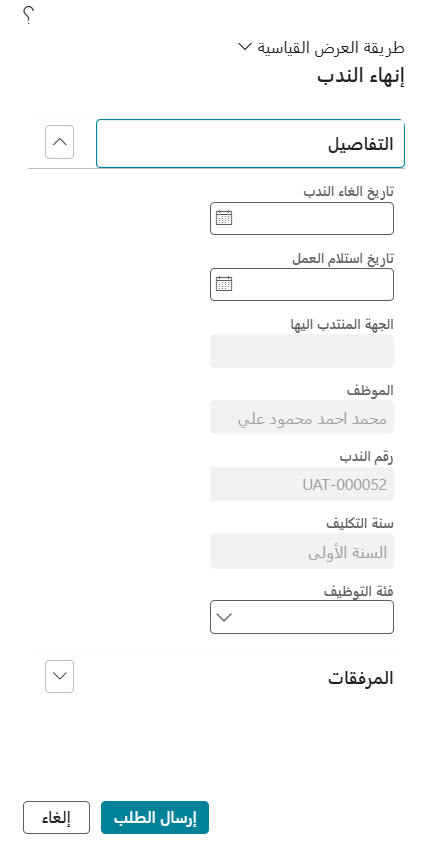 ؟
طريقة العرض القياسية
إنهاء الندب
التفاصيل
تاريخ الغاء الندب
تاريخ استلام العمل
الجهة المنتدب اليها
الموظف
محمد احمد محمود علي
رقم الندب
UAT-000052
سنة التكليف
السنة الأولى
فئة التوظيف
المرفقات
إرسال الطلب
إلغاء